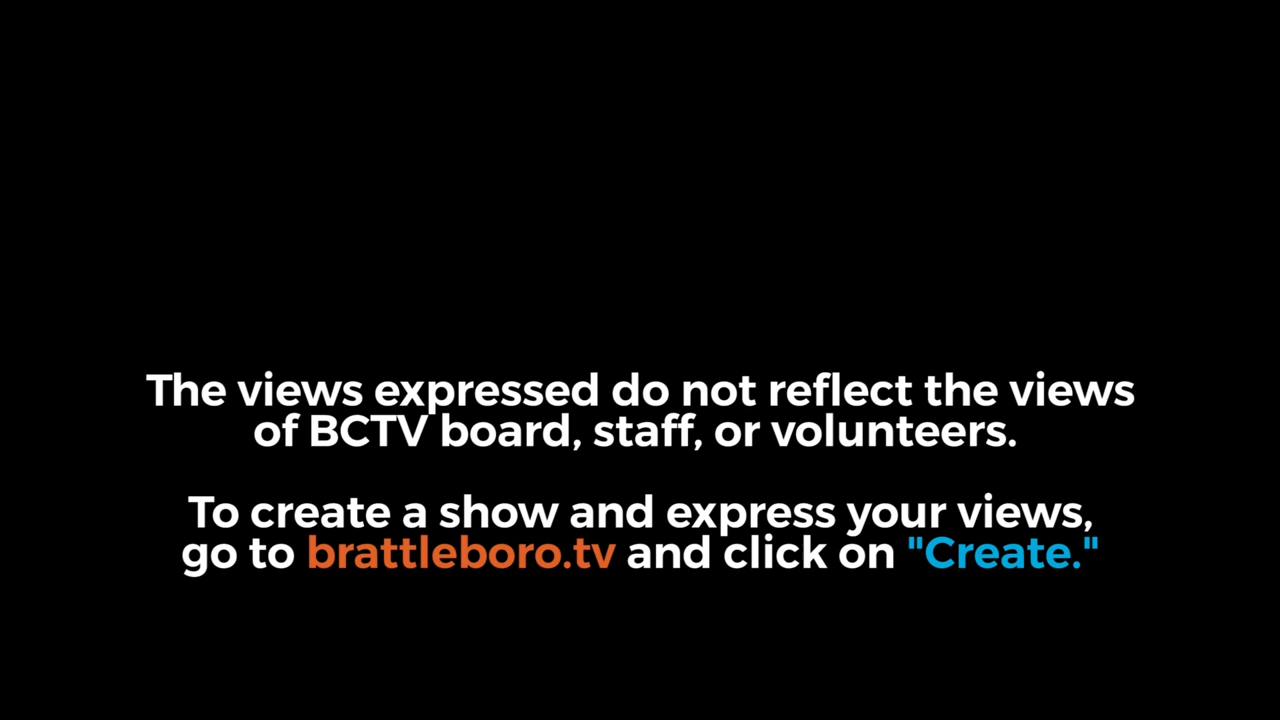 The views expressed do not reflect the views
of BCTV board, staff, or volunteers.
To create a show and express your views,
go to brattleboro.tv and click on "Create."